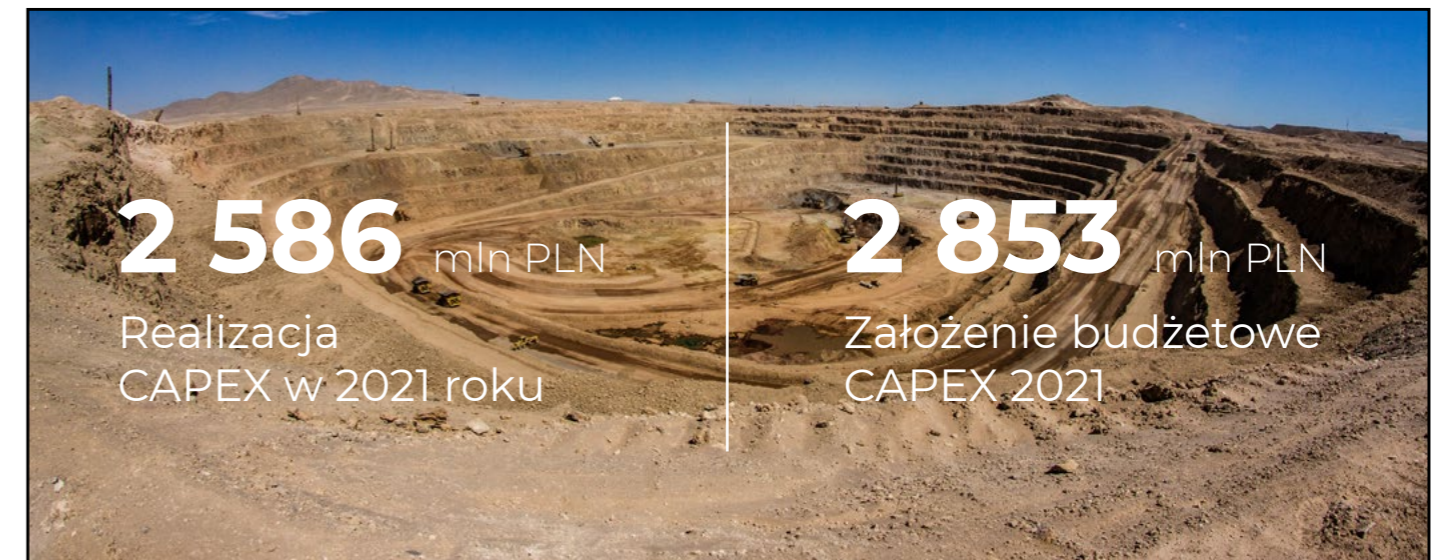 2 586 mln PLN
Realizacja
CAPEX w 2021 roku
2 853 mln PLN
Założenie budżetowe
CAPEX 2021